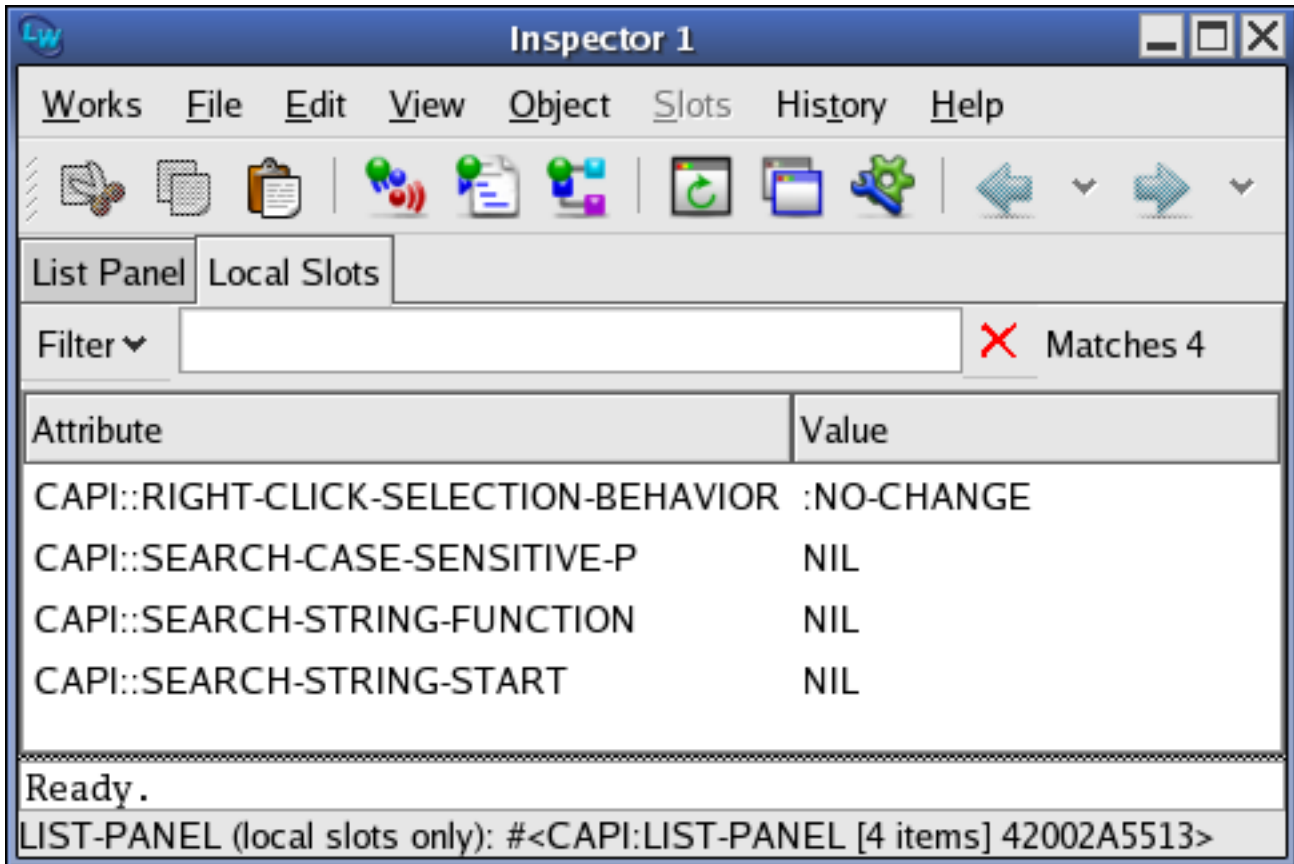 LW
Inspector 1
Works File Edit View Object Slots History Help
List Panel Local Slots
Filter Matches 4
Attribute Value
CAPI::RIGHT-CLICK-SELECTION-BEHAVIOR :NO-CHANGE
CAPI::SEARCH-CASE-SENSITIVE-P NIL
CAPI::SEARCH-STRING-FUNCTION NIL
CAPI::SEARCH-STRING-START NIL
Ready.
LIST-PANEL (local slots only): #<CAPI:LIST-PANEL [4 items] 42002A5513>